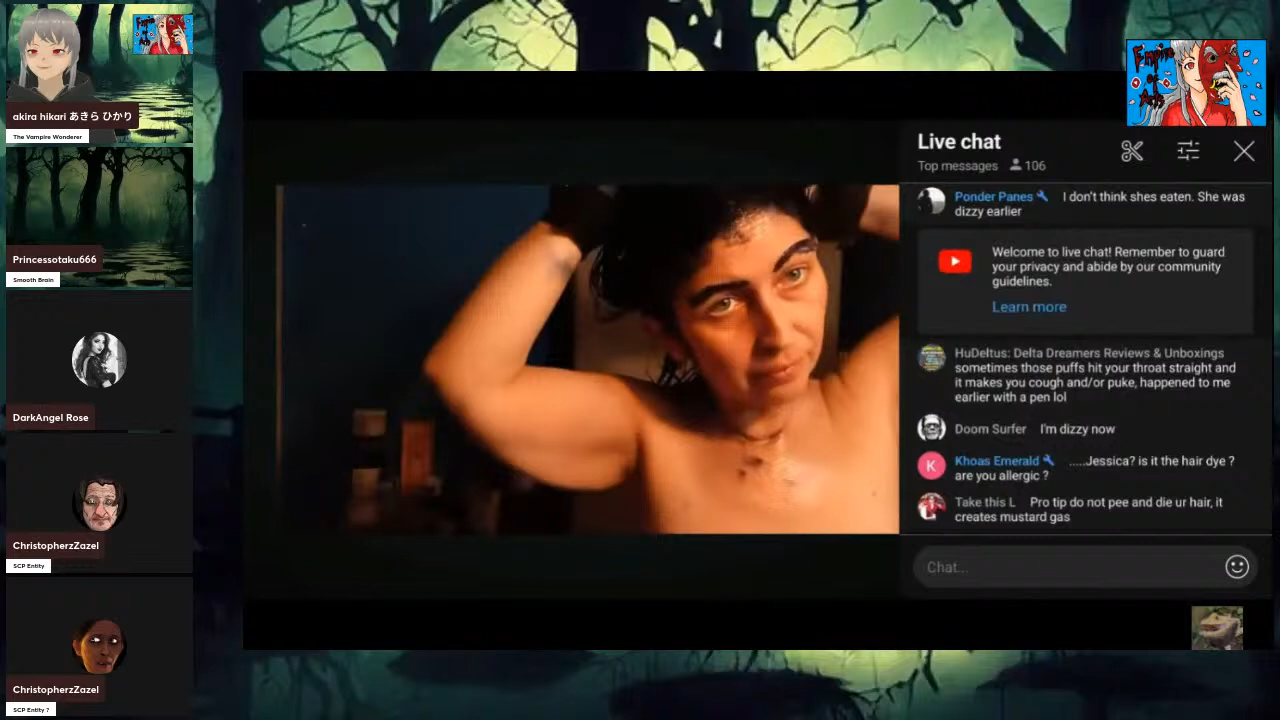 akira hikari あきら ひかり
The Vampire Wonderer
Princessotaku666
Smooth Brain
DarkAngel Rose
ChristopherzZazel
SCP Entity
ChristopherzZazel
SCP Entity ?
Empire
of
Arts
Live chat
Top messages 106
Ponder Panes I don't think shes eaten. She was
dizzy earlier
Welcome to live chat! Remember to guard
your privacy and abide by our community
guidelines.
Learn more
HuDeltus: Delta Dreamers Reviews & Unboxings
sometimes those puffs hit your throat straight and
it makes you cough and/or puke, happened to me
earlier with a pen lol
Doom Surfer I'm dizzy now
K Khoas Emerald .....Jessica? is it the hair dye ?
are you allergic ?
Take this L Pro tip do not pee and die ur hair, it
creates mustard gas
Chat...